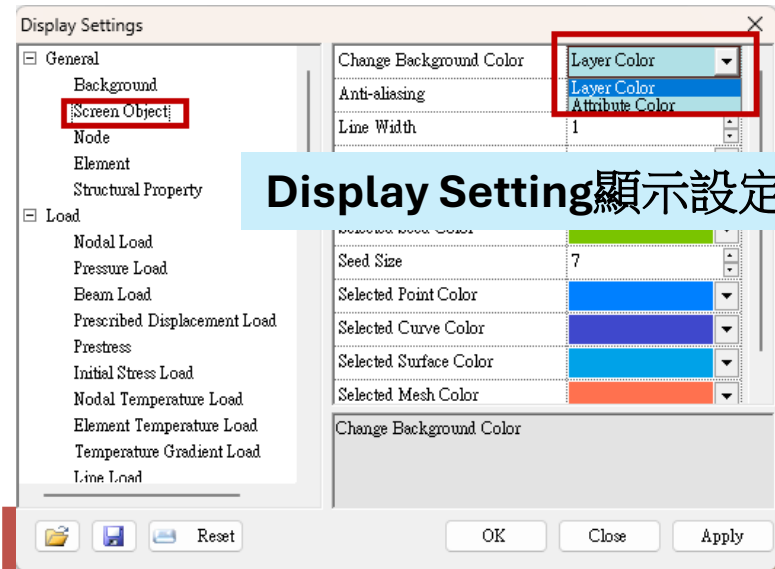 Display Settings
General
Background
Screen Object
Node
Element
Structural Property
Load
Nodal Load
Pressure Load
Beam Load
Prescribed Displacement Load
Prestress
Initial Stress Load
Nodal Temperature Load
Element Temperature Load
Temperature Gradient Load
Line Load
Change Background Color Layer Color
Layer Color
Anti-aliasing
Attribute Color
Line Width 1
Display Setting顯示設定
Seed Size 7
Selected Point Color
Selected Curve Color
Selected Surface Color
Selected Mesh Color
Change Background Color
Reset OK Close Apply